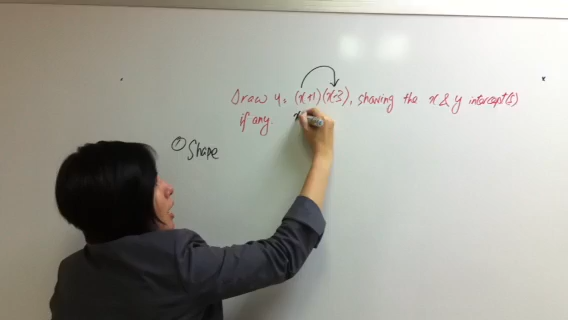 Draw y = (x+1)(x-3), showing the x & y intercept(s)
if any. x
① Shape